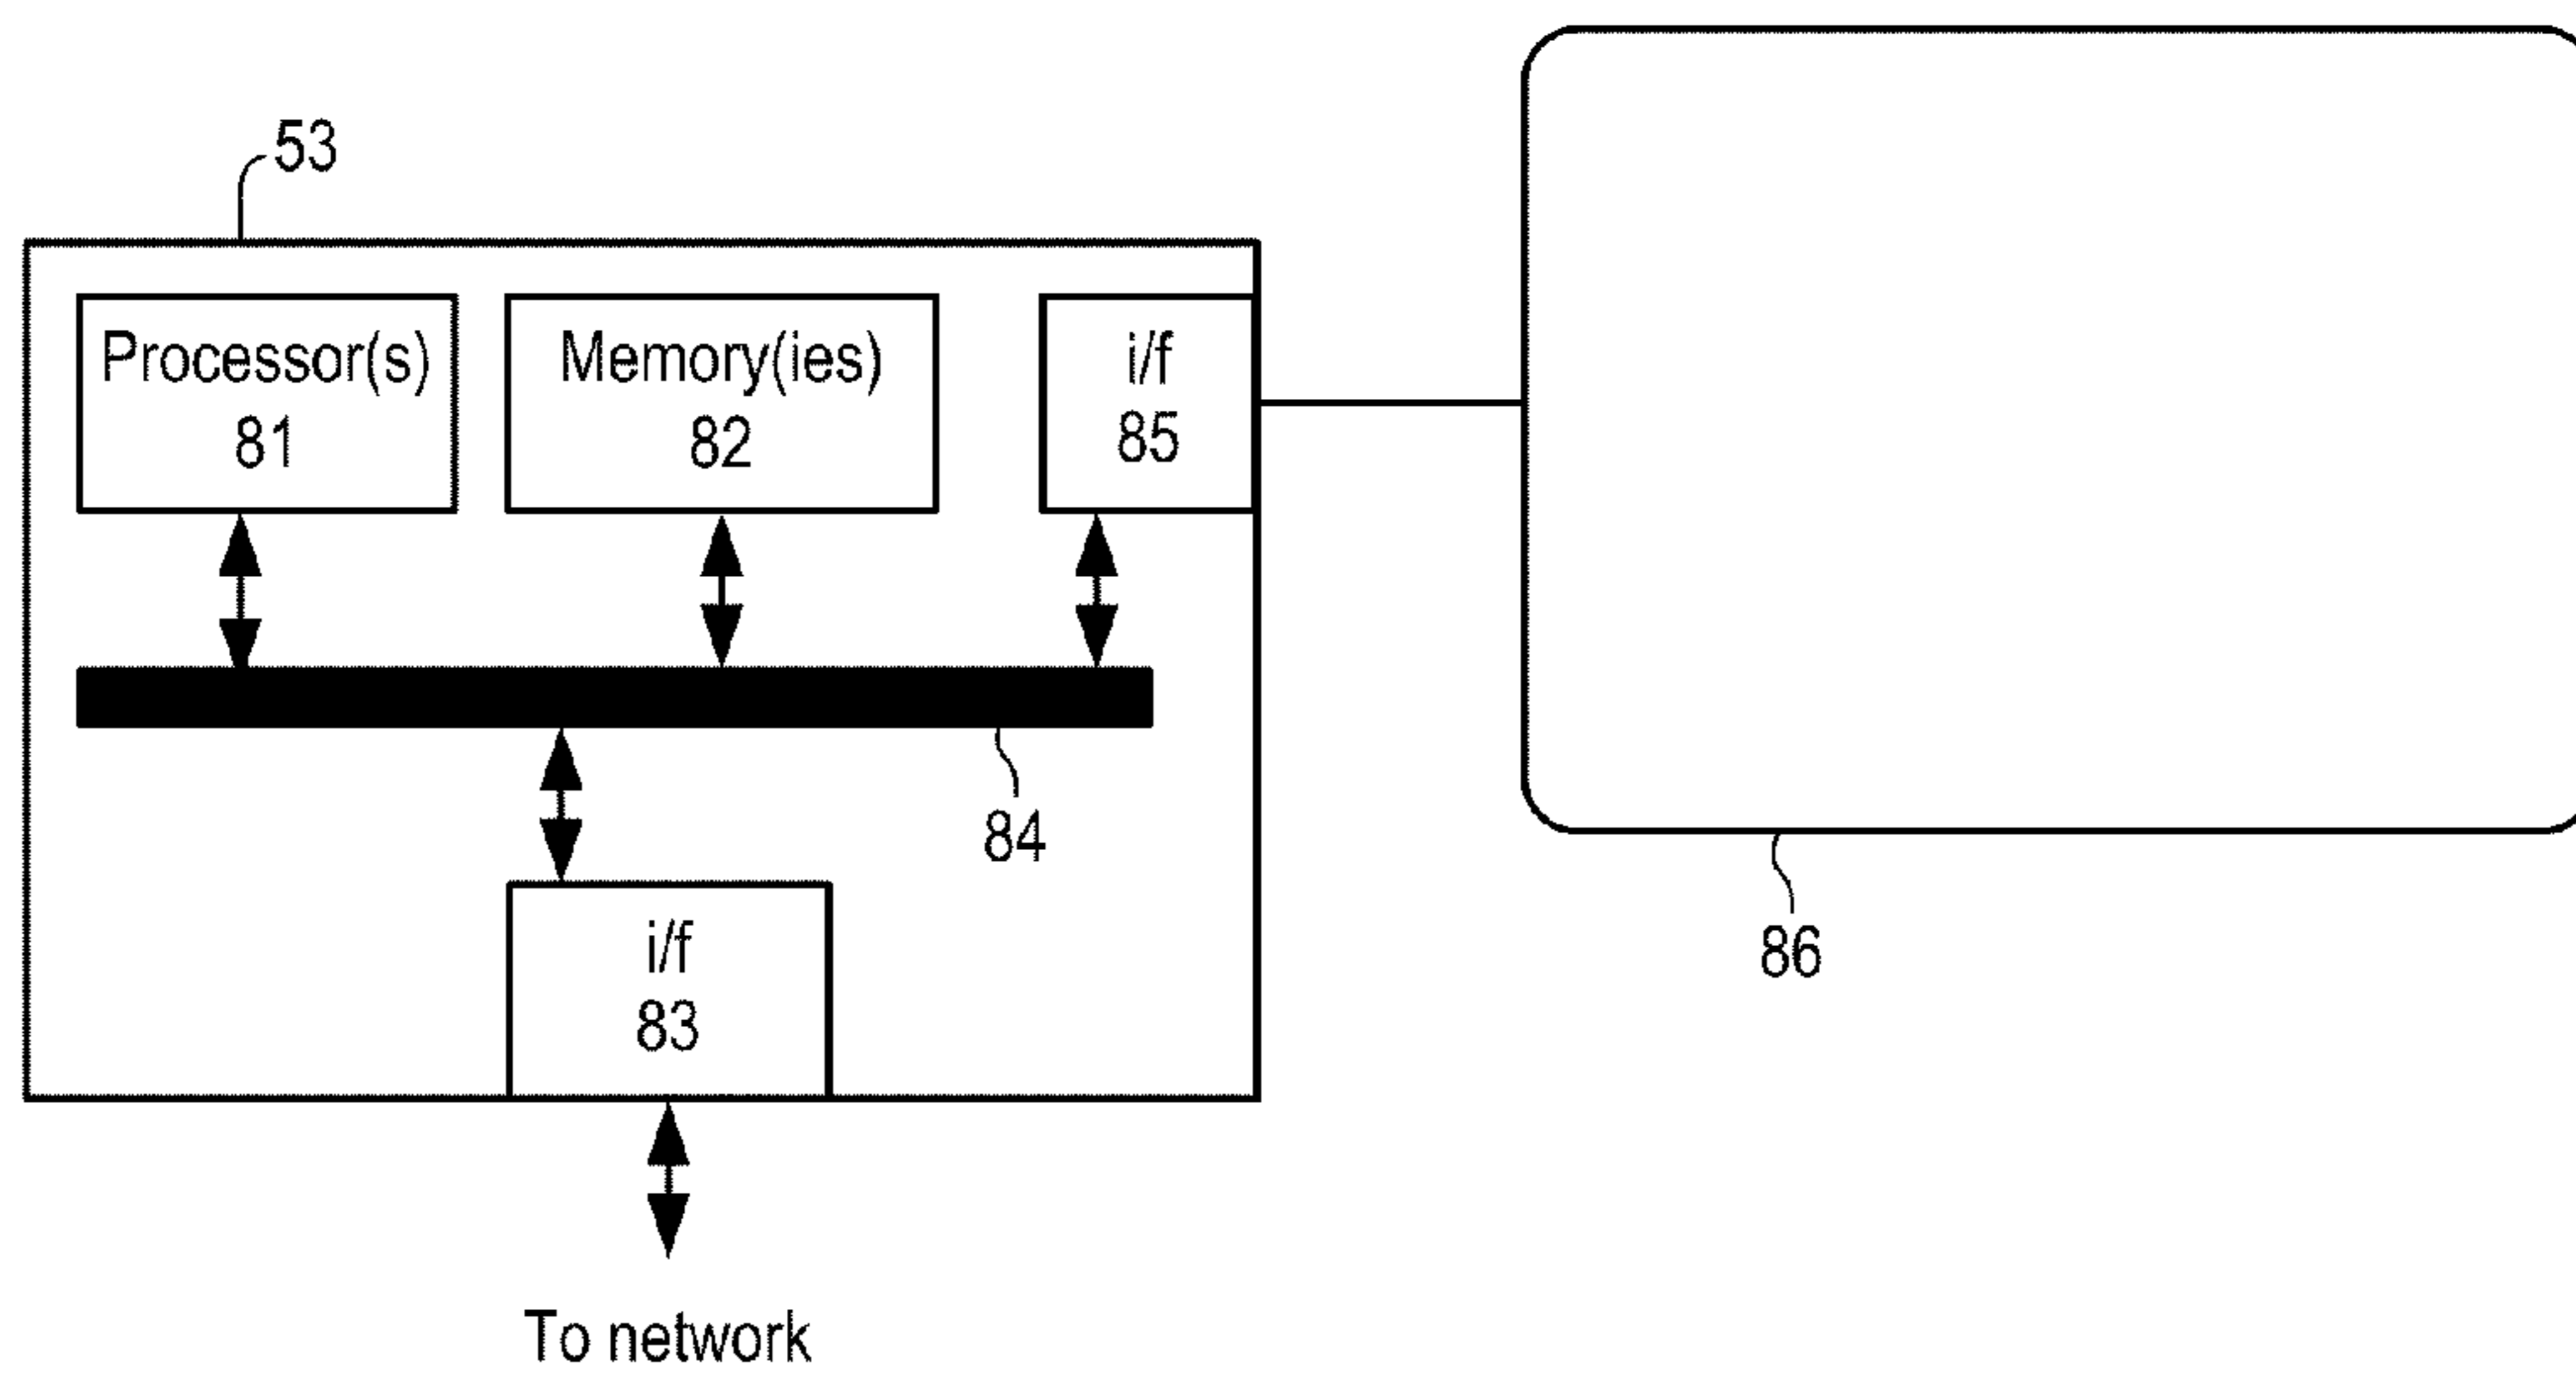 53
Processor(s)
81
Memory(ies)
82
i/f
85
84
i/f
83
86
To network